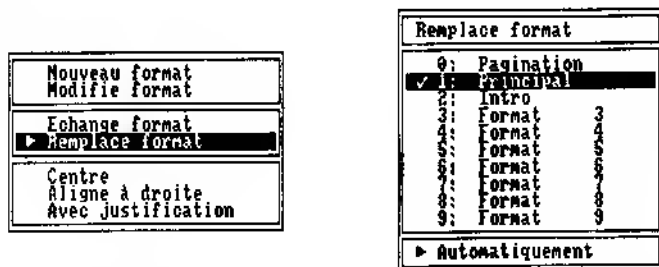 Nouveau format
Modifie format
Echange format
▶ Remplace format
Centre
Aligne à droite
Avec justification
Remplace format
0: Pagination
✓ 1: Principal
2: Intro
3: Format 3
4: Format 4
5: Format 5
6: Format 6
7: Format 7
8: Format 8
9: Format 9
▶ Automatiquement